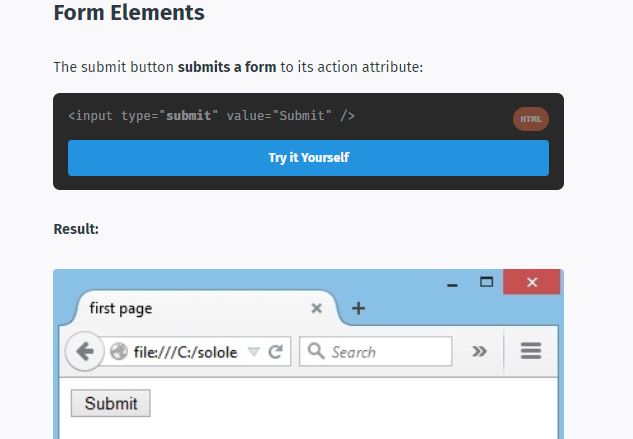 Form Elements
The submit button submits a form to its action attribute:
<input type="submit" value="Submit" />
HTML
Try it Yourself
Result:
first page
file:///C:/solole
Search
Submit